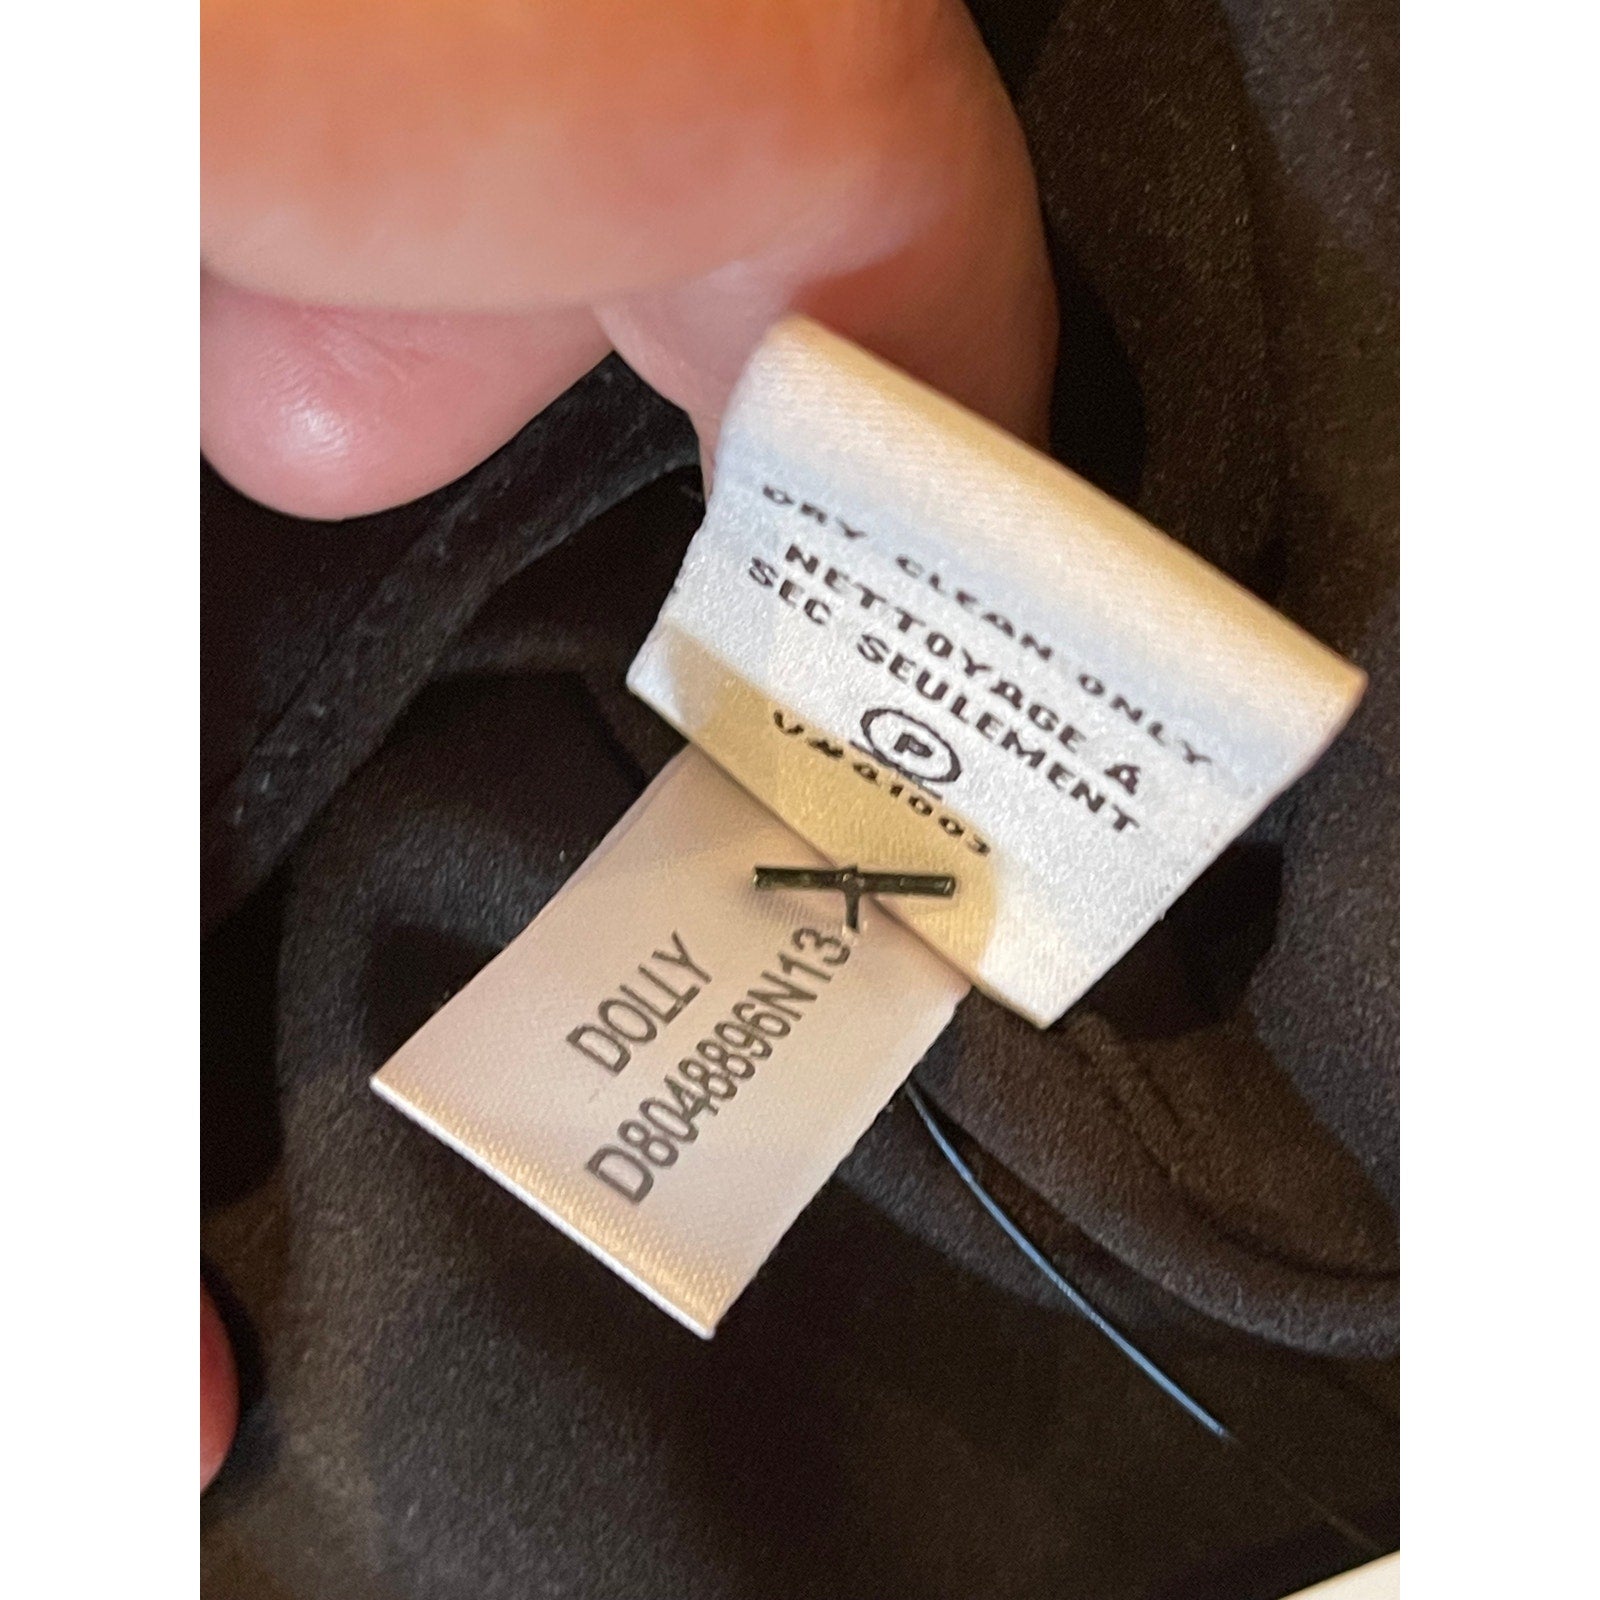 DRY CLEAN ONLY
NETTOYAGE A
SEC SEULEMENT
P
DOLLY
D8048896N13